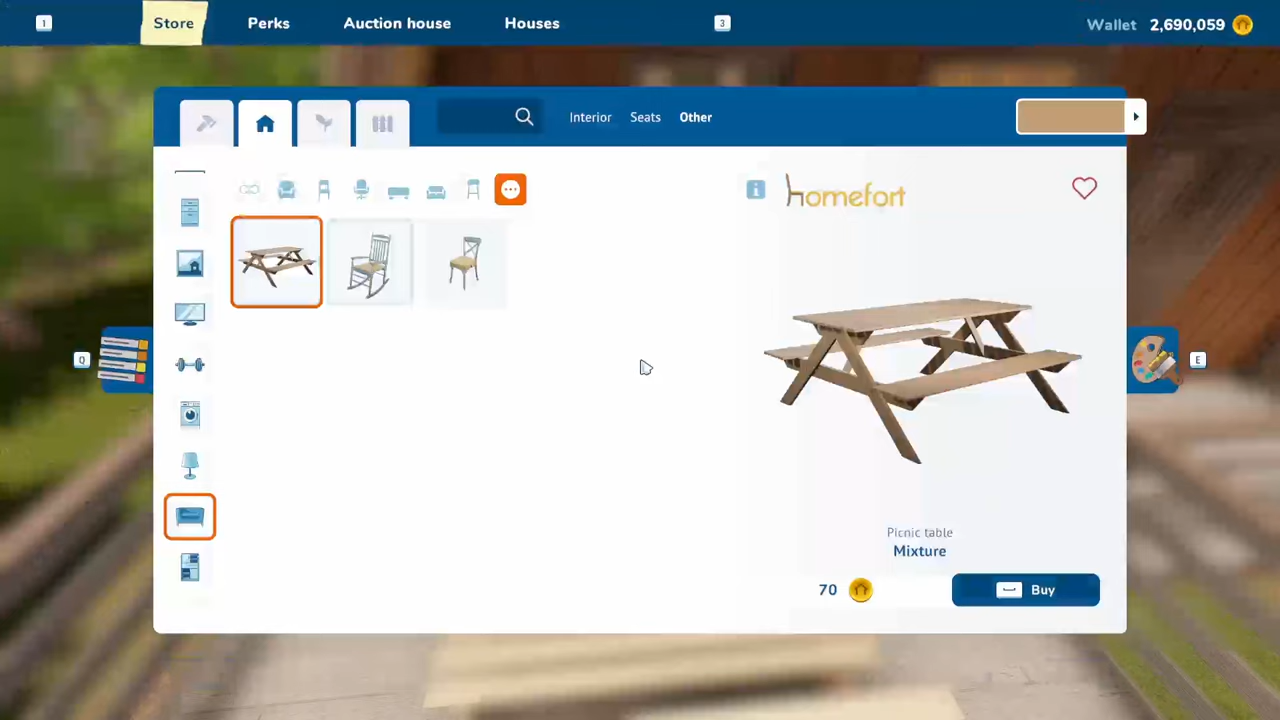 1 Store Perks Auction house Houses 3 Wallet 2,690,059
Interior Seats Other
homefort
Q
E
Picnic table
Mixture
70 Buy